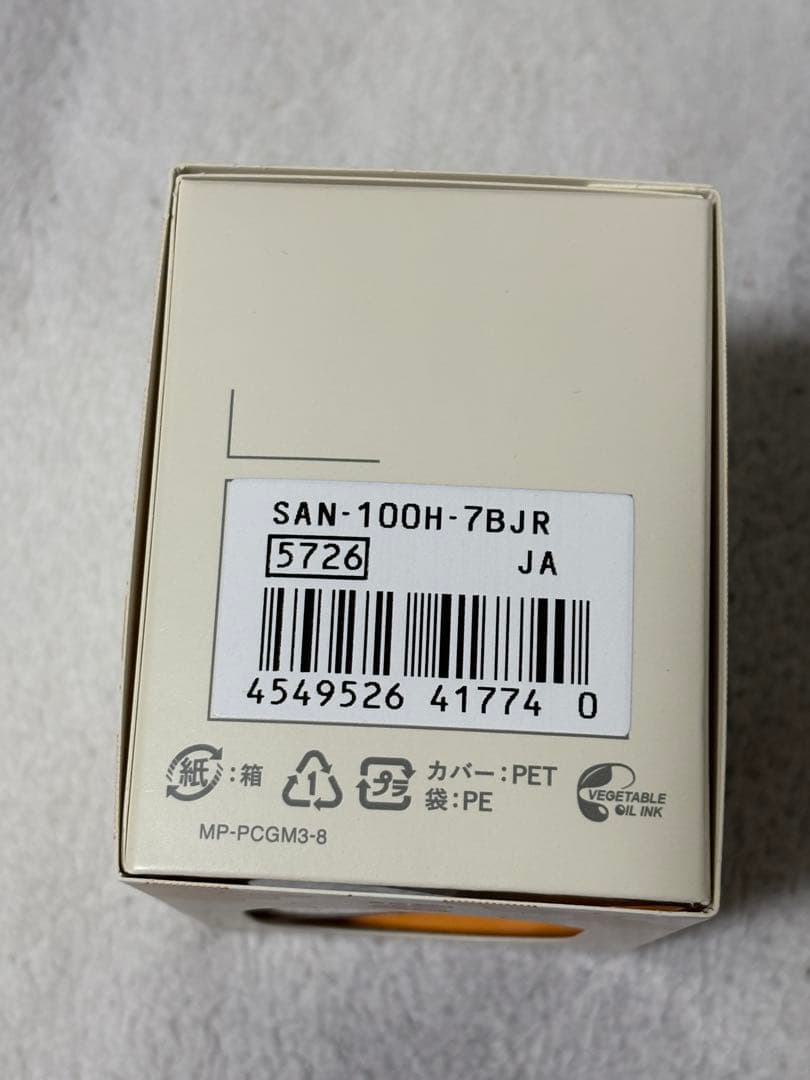 SAN-100H-7BJR
5726 JA
4549526 41774 0
紙:箱
1
プラ
カバー:PET
袋:PE
VEGETABLE
OIL INK
MP-PCGM3-8